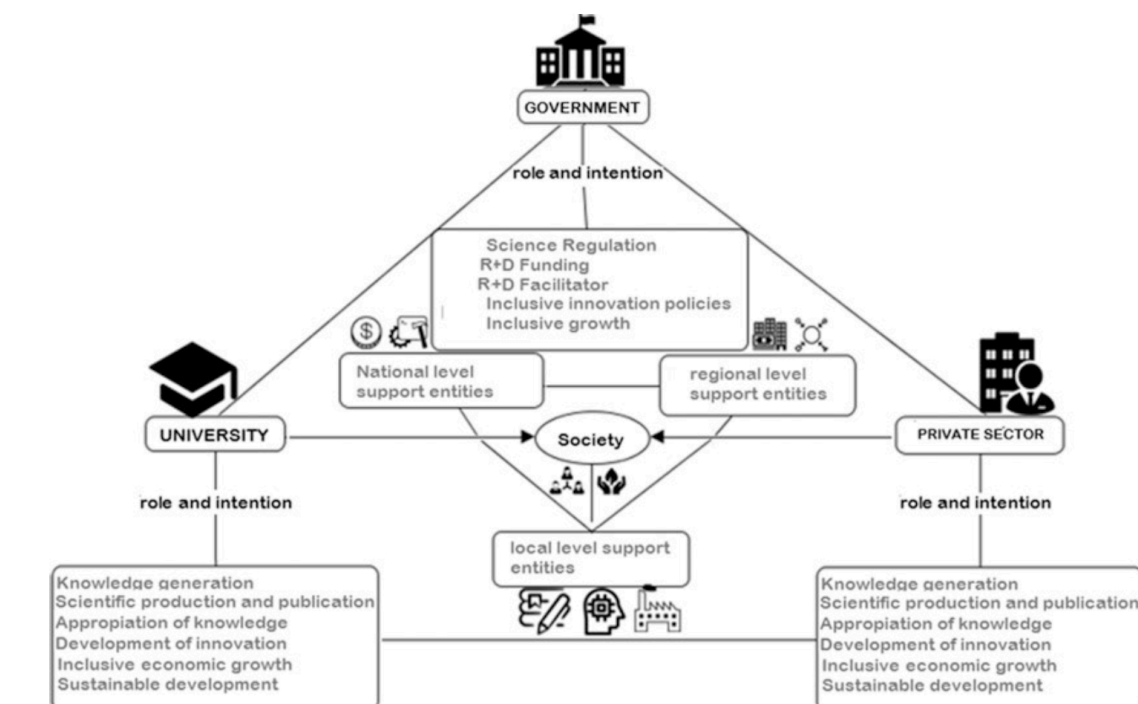 GOVERNMENT
role and intention
Science Regulation
R+D Funding
R+D Facilitator
Inclusive innovation policies
Inclusive growth
$
National level
support entities
regional level
support entities
UNIVERSITY
Society
PRIVATE SECTOR
role and intention
role and intention
local level support
entities
Knowledge generation
Scientific production and publication
Appropiation of knowledge
Development of innovation
Inclusive economic growth
Sustainable development
Knowledge generation
Scientific production and publication
Appropiation of knowledge
Development of innovation
Inclusive economic growth
Sustainable development